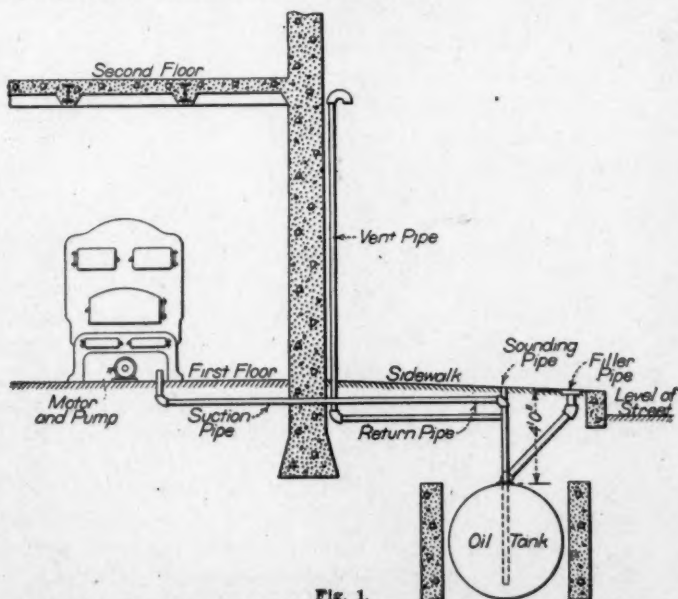 Second Floor
Vent Pipe
Sounding
Pipe
Filler
Pipe
First Floor
Sidewalk
Motor
and Pump
Suction
Pipe
Return Pipe
4'0"
Level of
Street
Oil Tank
Fig. 1.